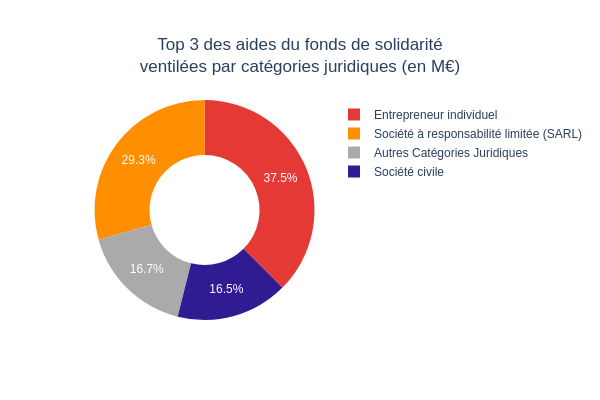 Top 3 des aides du fonds de solidarité
ventilées par catégories juridiques (en M€)
Entrepreneur individuel
Société à responsabilité limitée (SARL)
Autres Catégories Juridiques
Société civile
29.3%
37.5%
16.7%
16.5%